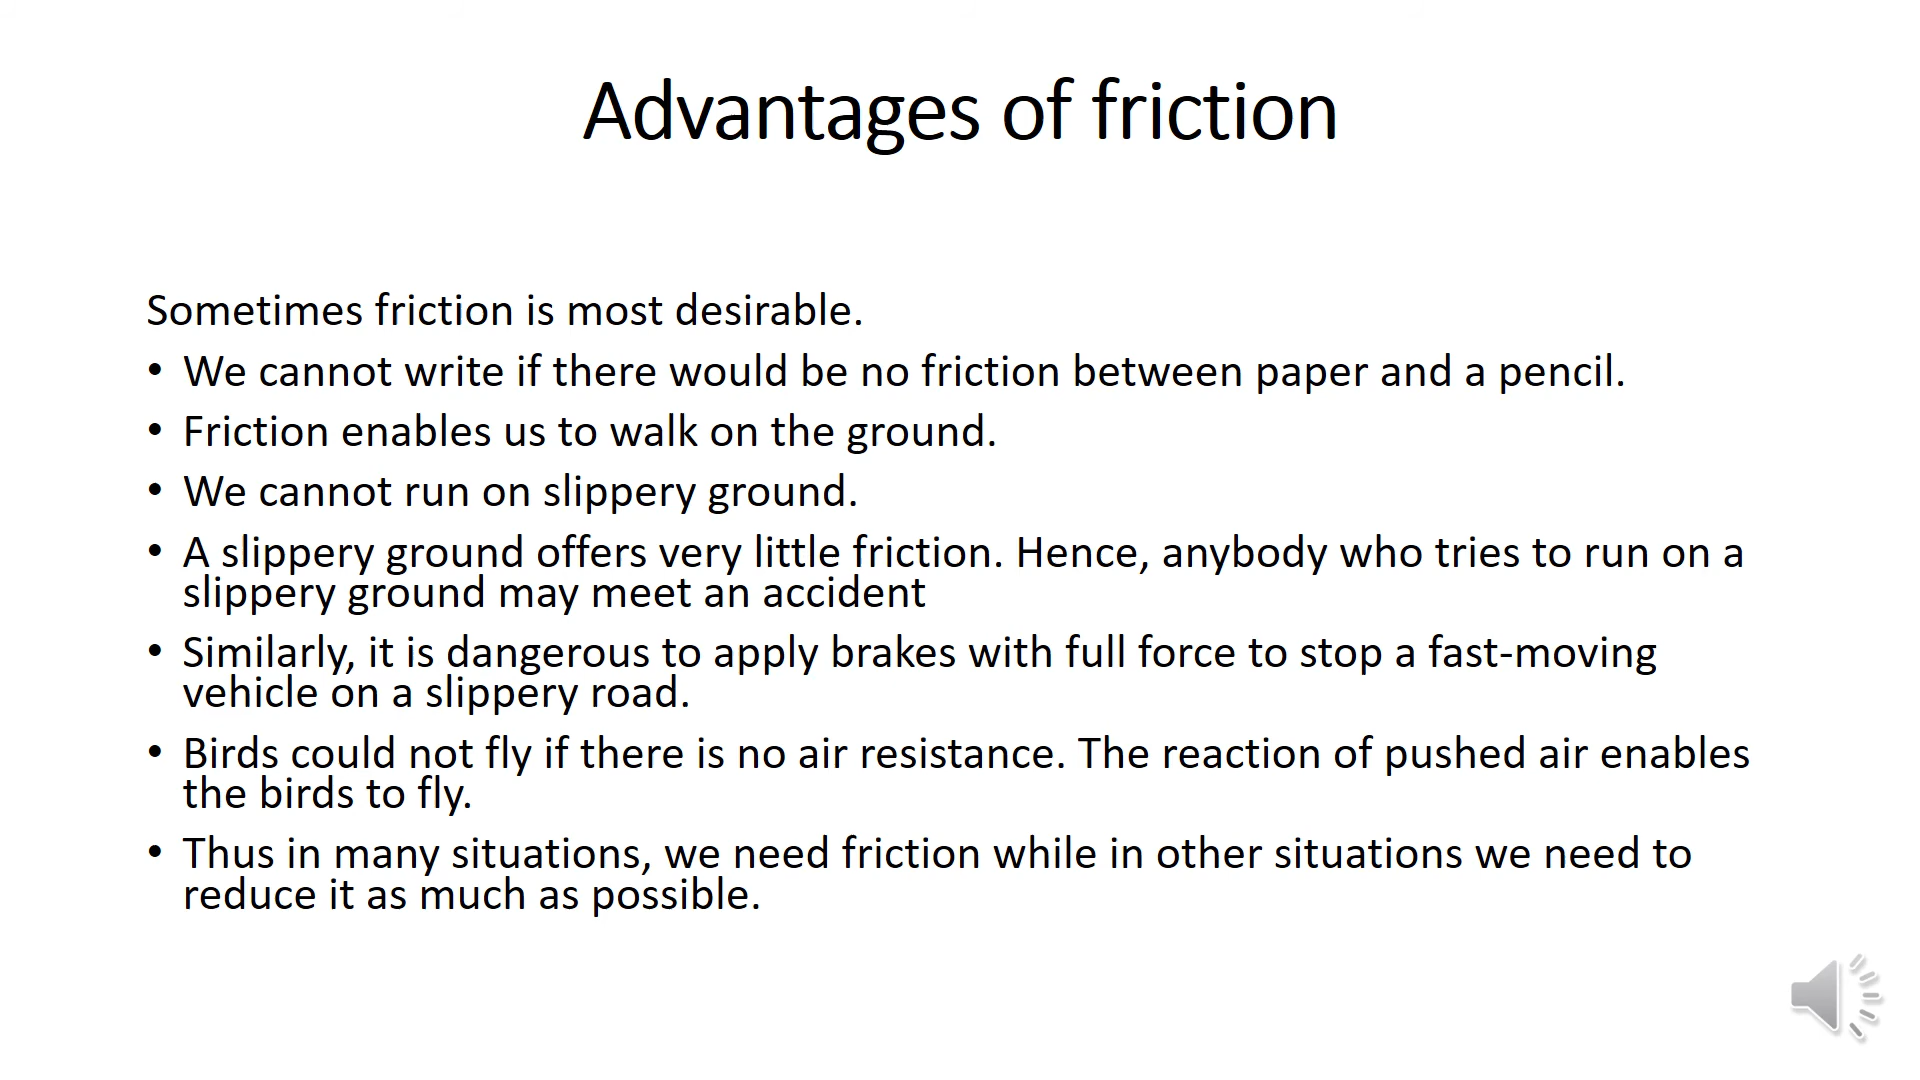 Advantages of friction
Sometimes friction is most desirable.
• We cannot write if there would be no friction between paper and a pencil.
• Friction enables us to walk on the ground.
• We cannot run on slippery ground.
• A slippery ground offers very little friction. Hence, anybody who tries to run on a
slippery ground may meet an accident
• Similarly, it is dangerous to apply brakes with full force to stop a fast-moving
vehicle on a slippery road.
• Birds could not fly if there is no air resistance. The reaction of pushed air enables
the birds to fly.
• Thus in many situations, we need friction while in other situations we need to
reduce it as much as possible.